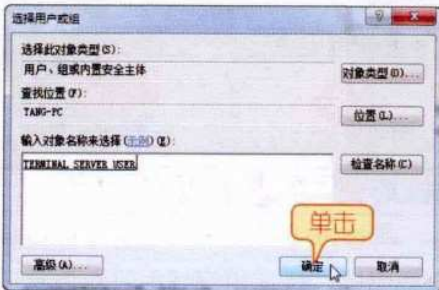 选择用户或组
选择此对象类型(S):
用户、组或内置安全主体
对象类型(O)...
查找位置(F):
TANG-PC
位置(L)...
输入对象名称来选择(示例)(E):
TERMINAL SERVER USER
检查名称(C)
单击
高级(A)...
确定
取消